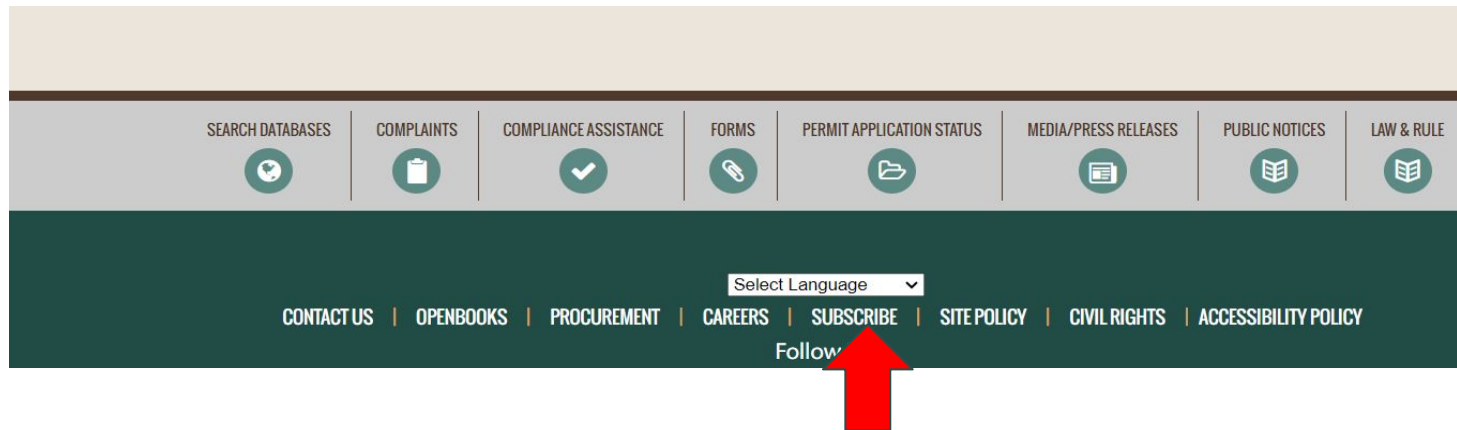 SEARCH DATABASES COMPLAINTS COMPLIANCE ASSISTANCE FORMS PERMIT APPLICATION STATUS MEDIA/PRESS RELEASES PUBLIC NOTICES LAW & RULE
Select Language
CONTACT US | OPENBOOKS | PROCUREMENT | CAREERS | SUBSCRIBE | SITE POLICY | CIVIL RIGHTS | ACCESSIBILITY POLICY
Follow